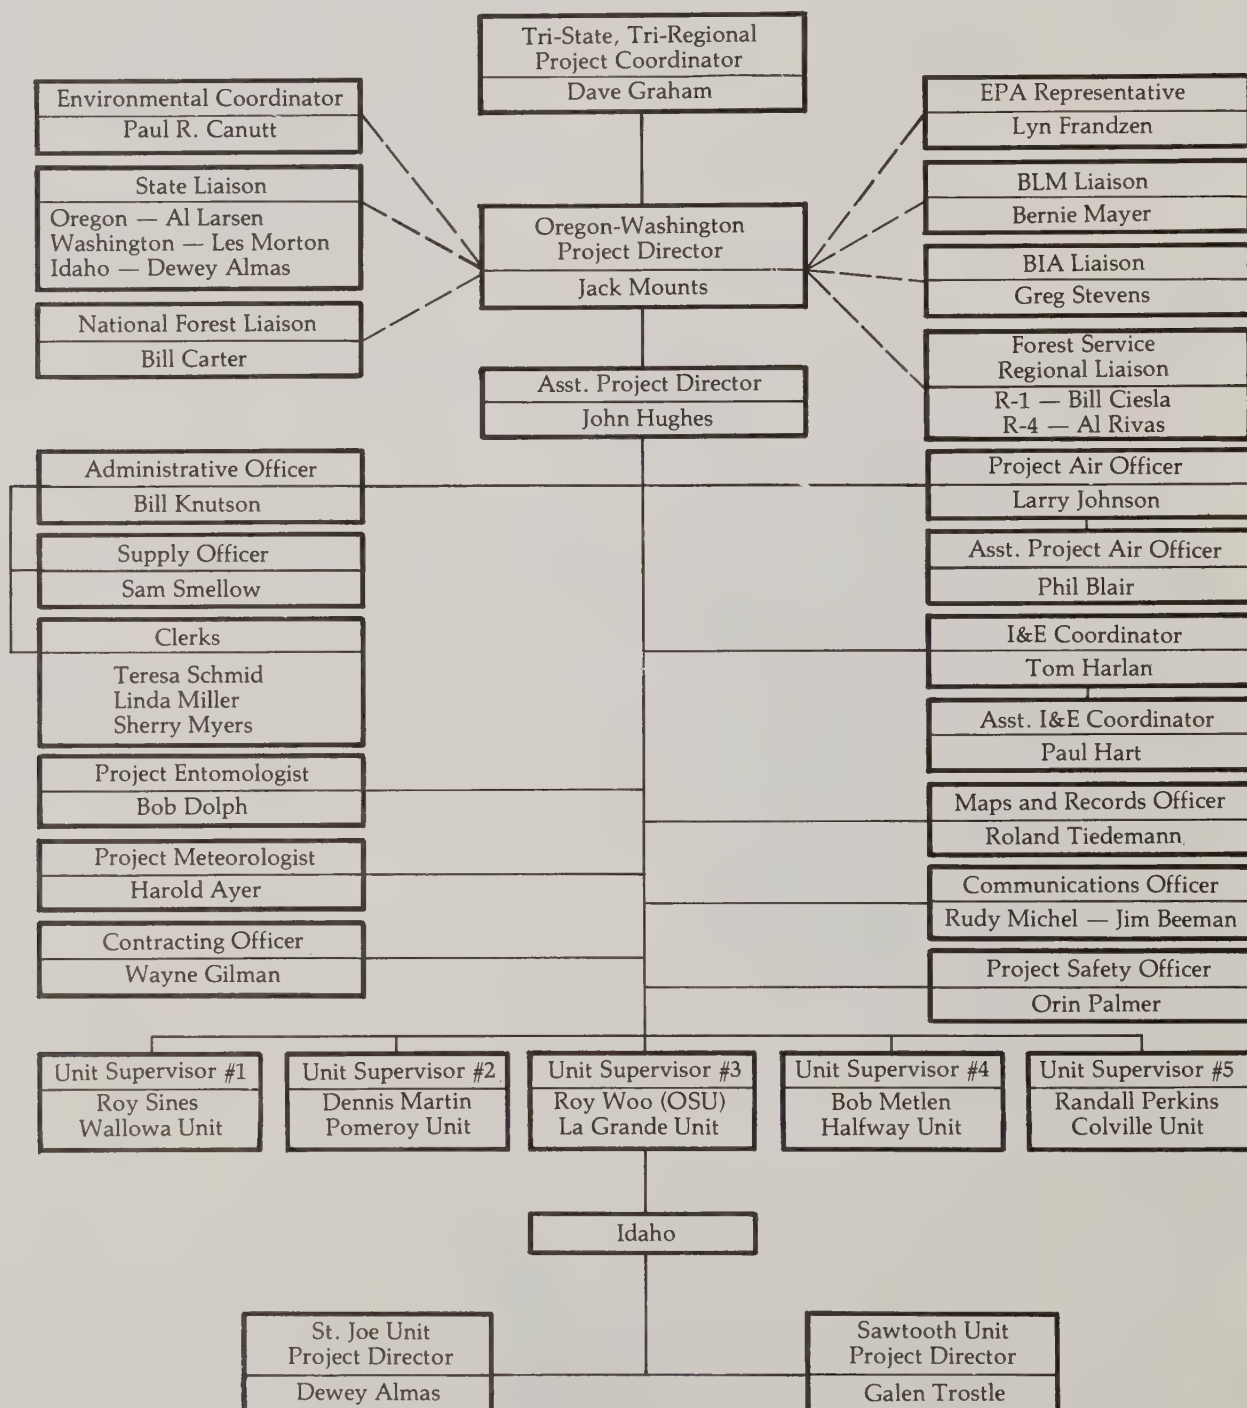 Tri-State, Tri-Regional
Project Coordinator
Dave Graham
Environmental Coordinator
Paul R. Canutt
State Liaison
Oregon — Al Larsen
Washington — Les Morton
Idaho — Dewey Almas
National Forest Liaison
Bill Carter
Oregon-Washington
Project Director
Jack Mounts
EPA Representative
Lyn Frandzen
BLM Liaison
Bernie Mayer
BIA Liaison
Greg Stevens
Forest Service
Regional Liaison
R-1 — Bill Ciesla
R-4 — Al Rivas
Asst. Project Director
John Hughes
Administrative Officer
Bill Knutson
Supply Officer
Sam Smellow
Clerks
Teresa Schmid
Linda Miller
Sherry Myers
Project Entomologist
Bob Dolph
Project Meteorologist
Harold Ayer
Contracting Officer
Wayne Gilman
Project Air Officer
Larry Johnson
Asst. Project Air Officer
Phil Blair
I&E Coordinator
Tom Harlan
Asst. I&E Coordinator
Paul Hart
Maps and Records Officer
Roland Tiedemann
Communications Officer
Rudy Michel — Jim Beeman
Project Safety Officer
Orin Palmer
Unit Supervisor #1
Roy Sines
Wallowa Unit
Unit Supervisor #2
Dennis Martin
Pomeroy Unit
Unit Supervisor #3
Roy Woo (OSU)
La Grande Unit
Unit Supervisor #4
Bob Metlen
Halfway Unit
Unit Supervisor #5
Randall Perkins
Colville Unit
Idaho
St. Joe Unit
Project Director
Dewey Almas
Sawtooth Unit
Project Director
Galen Trostle